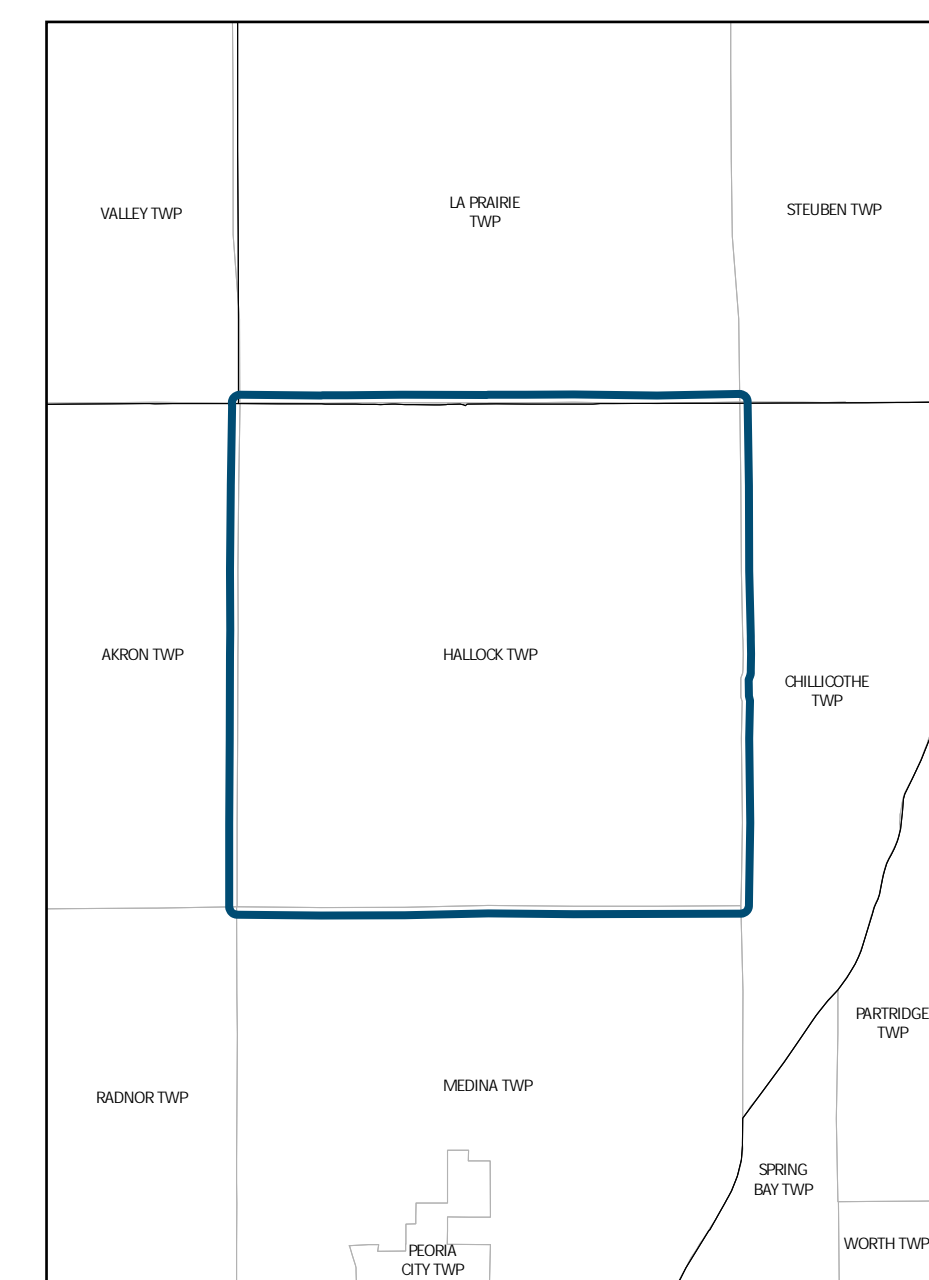 VALLEY TWP
LA PRAIRIE
TWP
STEUBEN TWP
AKRON TWP
HALLOCK TWP
CHILLICOTHE
TWP
RADNOR TWP
MEDINA TWP
PARTRIDGE
TWP
SPRING
BAY TWP
PEORIA
CITY TWP
WORTH TWP